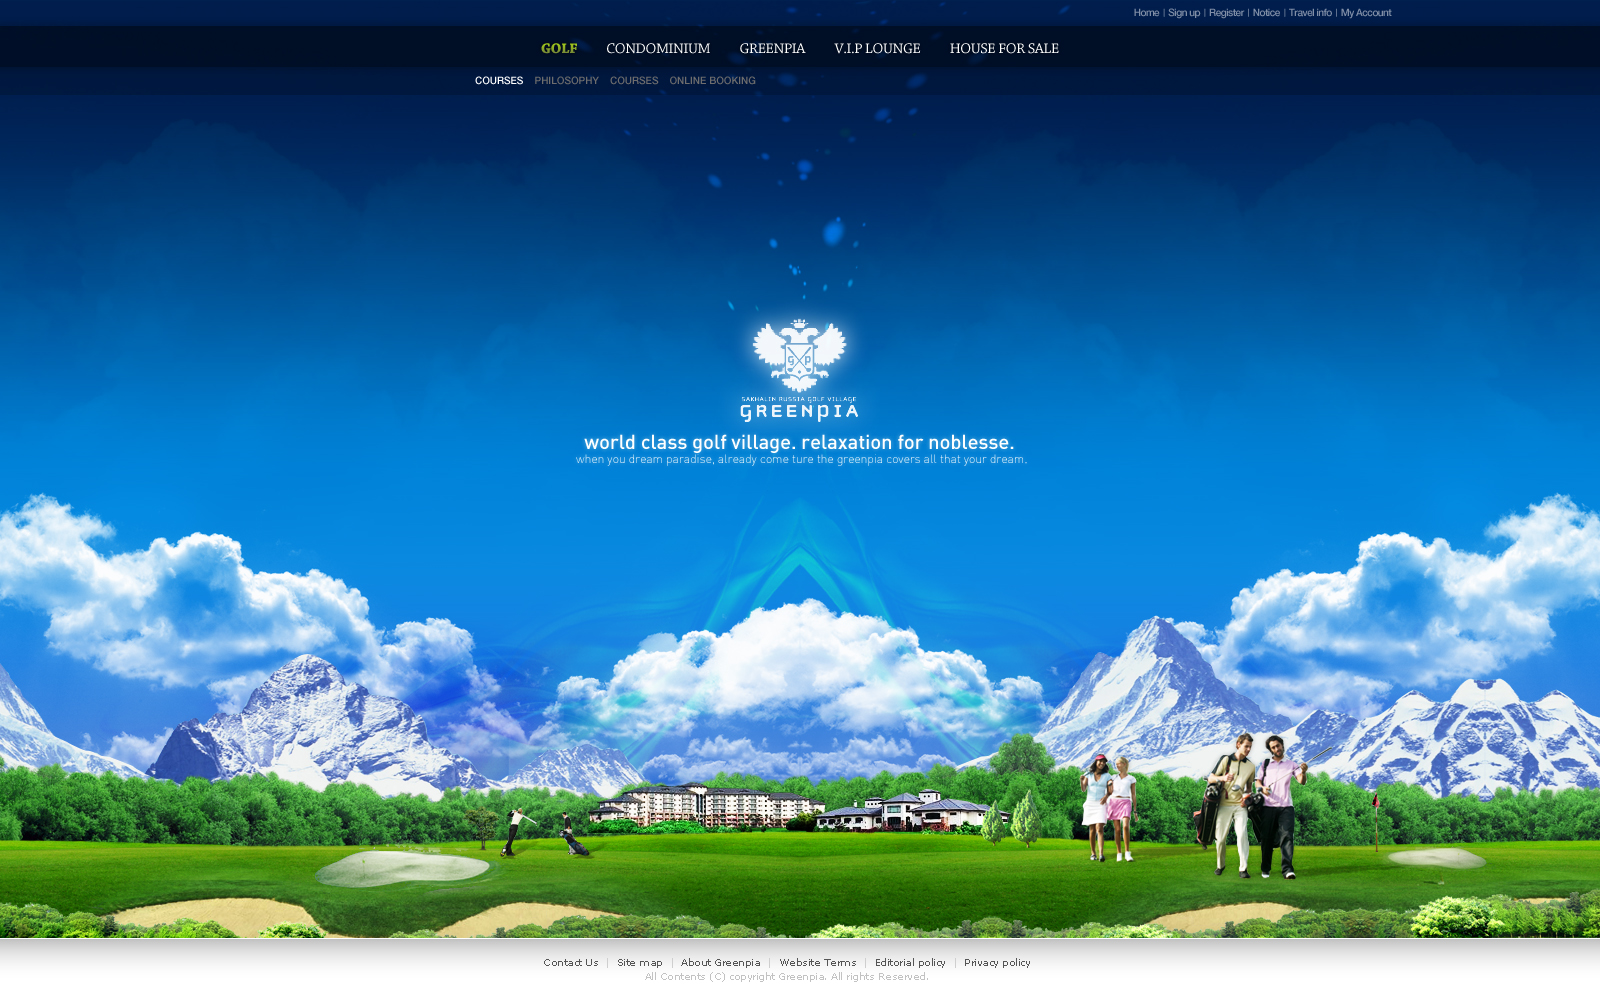 Home | Sign up | Register | Notice | Travel info | My Account
GOLF CONDOMINIUM GREENPIA V.I.P LOUNGE HOUSE FOR SALE
COURSES PHILOSOPHY COURSES ONLINE BOOKING
g p
SAKHALIN RUSSIA GOLF VILLAGE
GREENPIA
world class golf village. relaxation for noblesse.
when you dream paradise, already come ture the greenpia covers all that your dream.
Contact Us | Site map | About Greenpia | Website Terms | Editorial policy | Privacy policy
All Contents (C) copyright Greenpia. All rights Reserved.